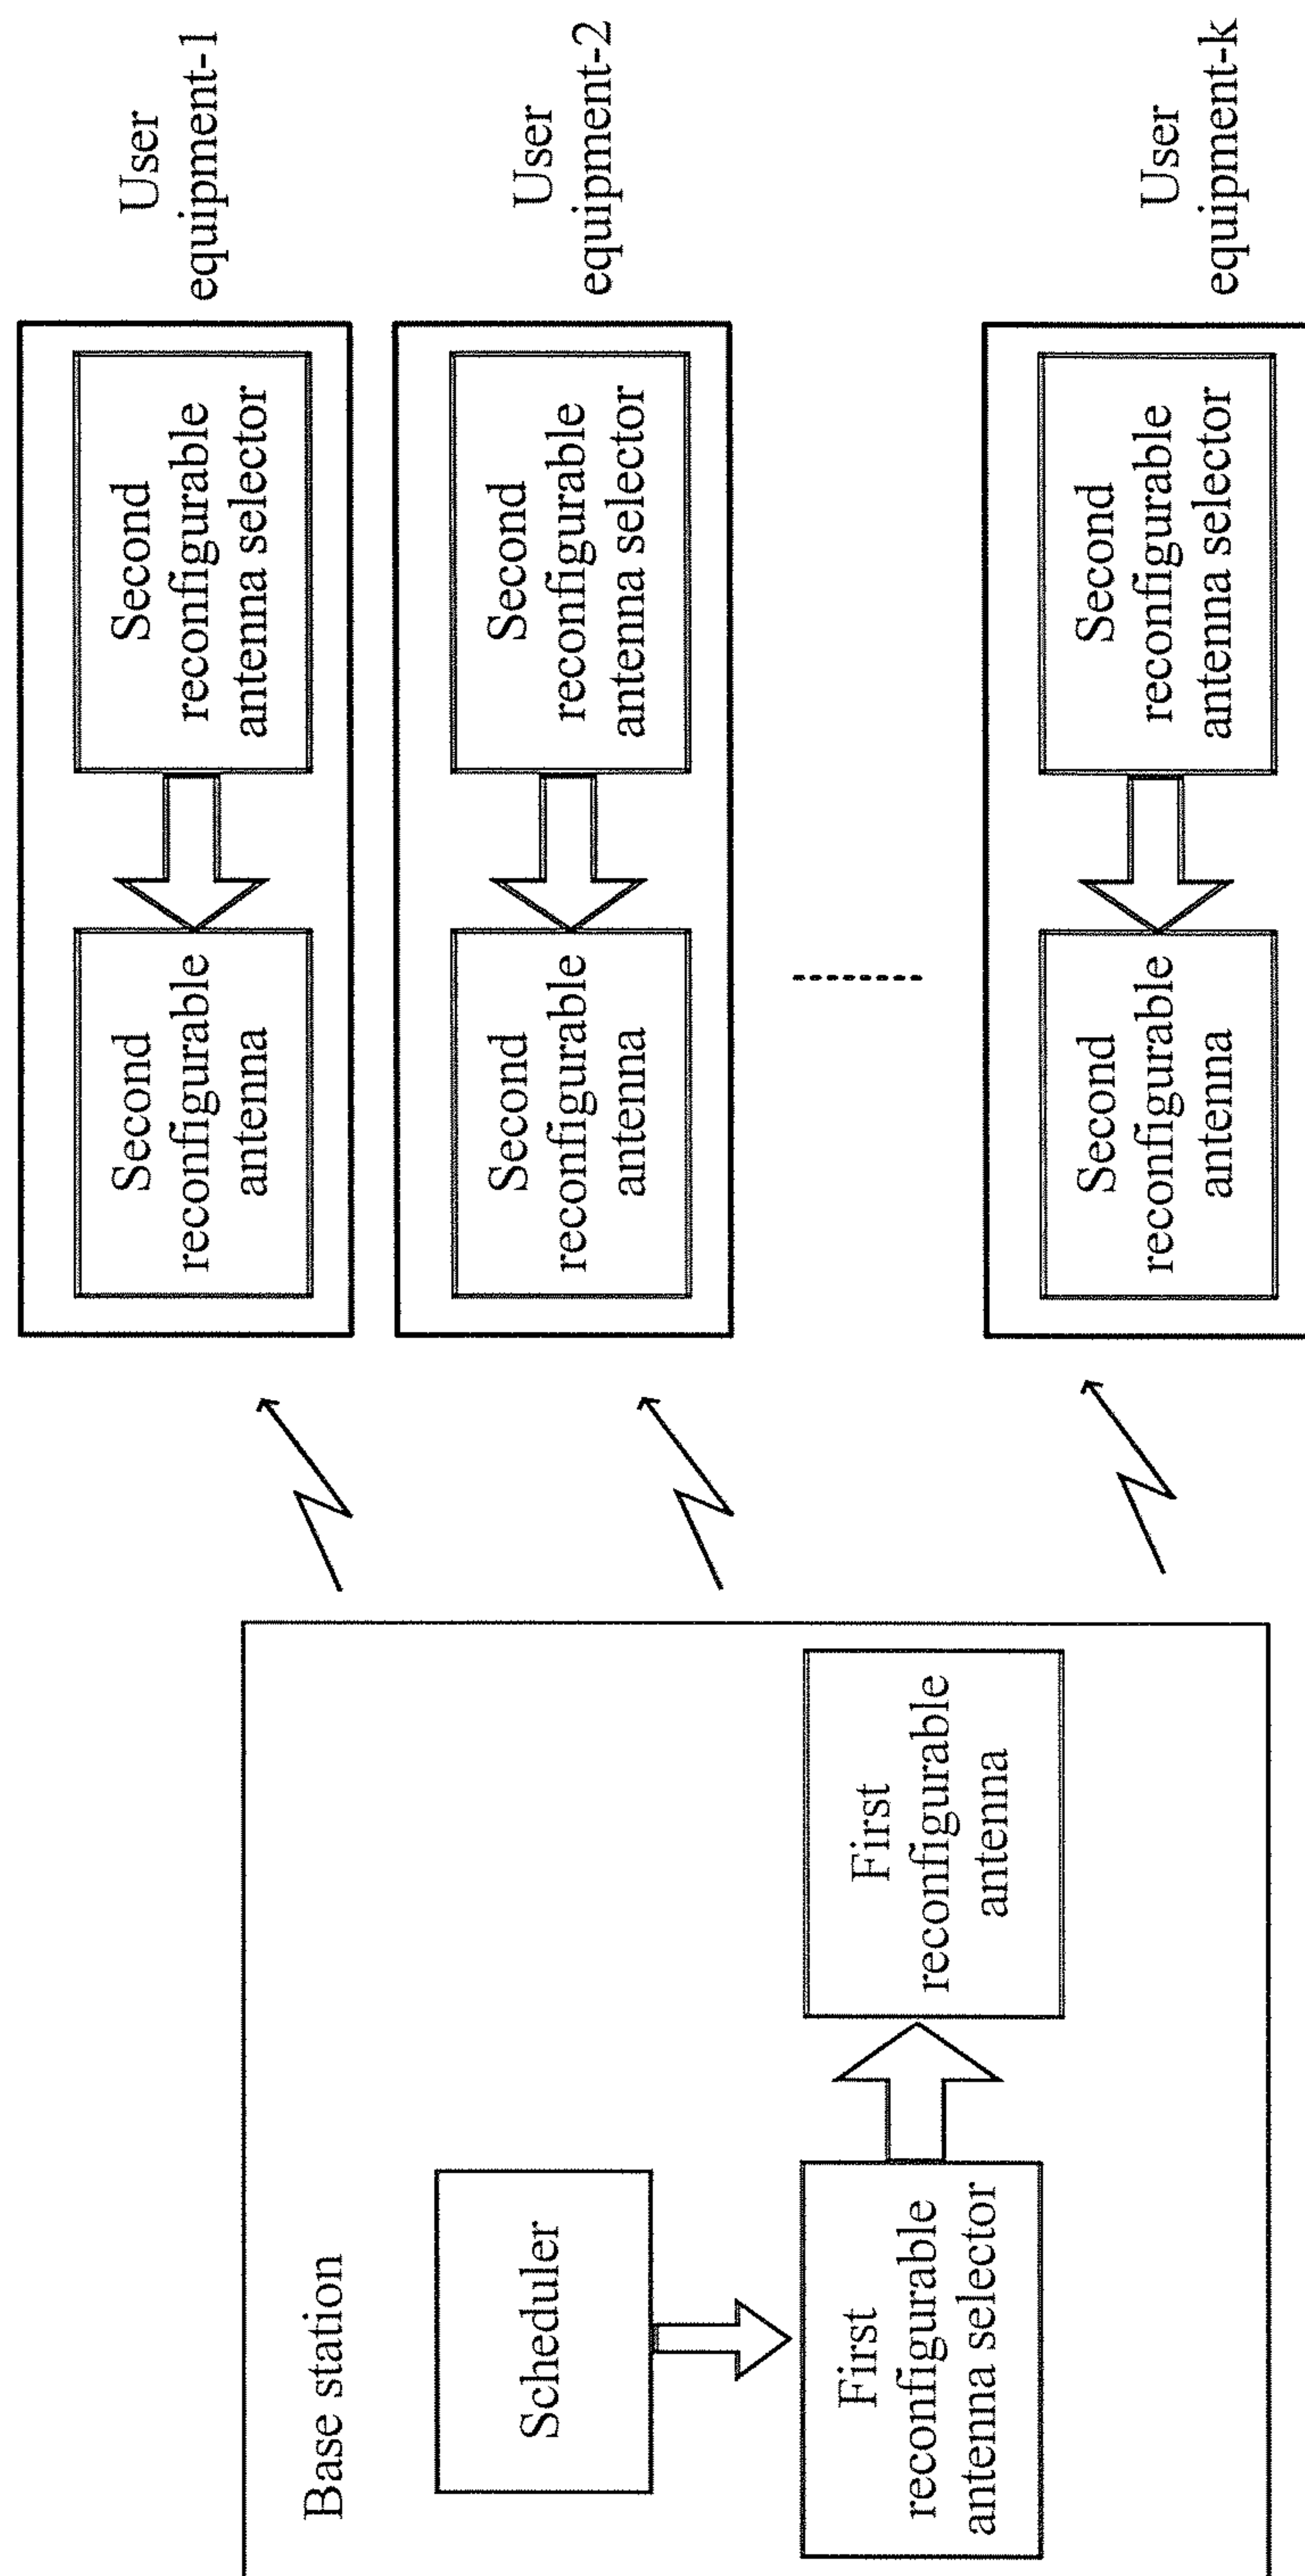 Base station
Scheduler
First
reconfigurable
antenna selector
First
reconfigurable
antenna
Second
reconfigurable
antenna
Second
reconfigurable
antenna selector
User
equipment-1
Second
reconfigurable
antenna
Second
reconfigurable
antenna selector
User
equipment-2
Second
reconfigurable
antenna
Second
reconfigurable
antenna selector
User
equipment-k